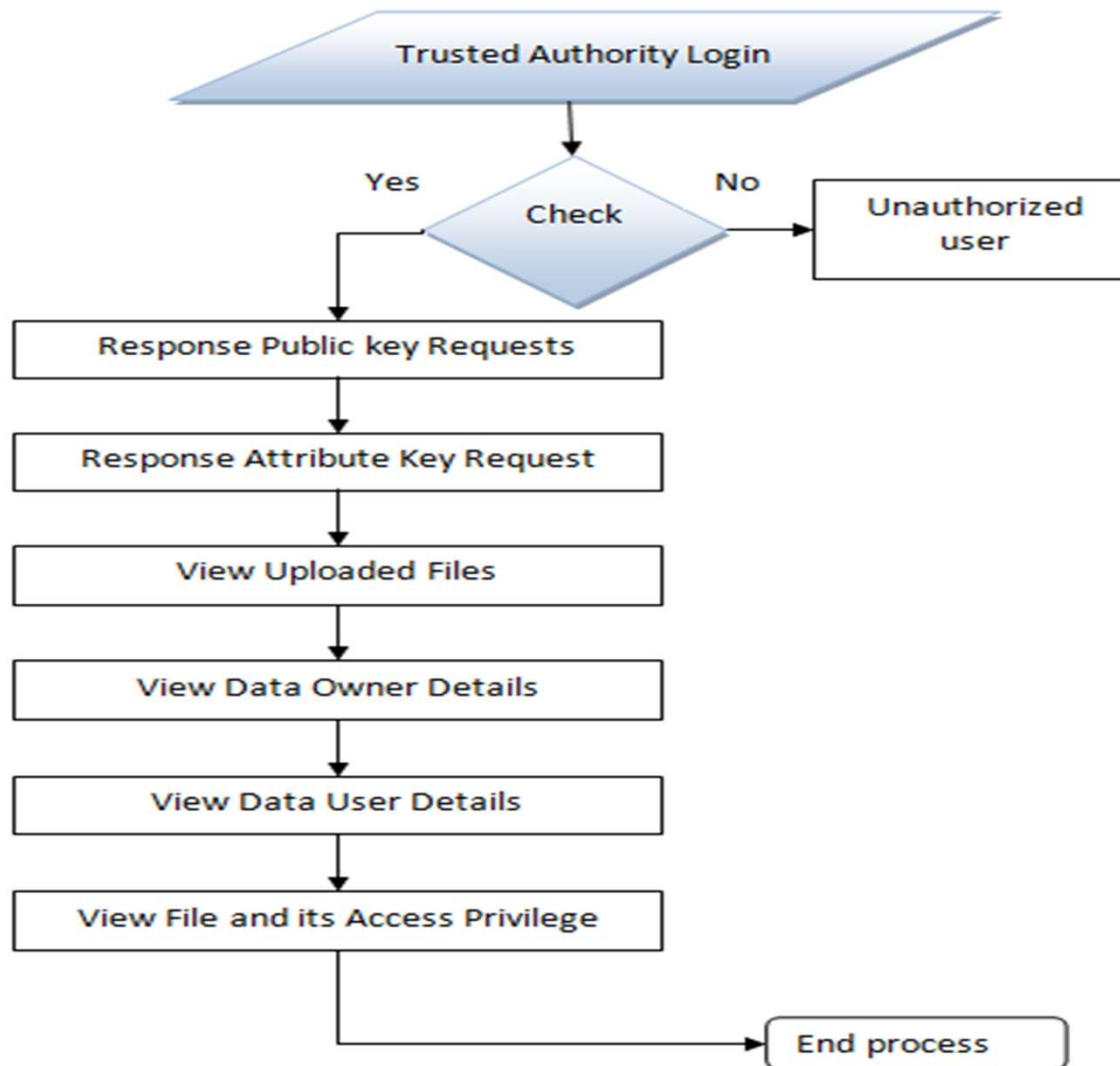 Trusted Authority Login
Yes
No
Check
Unauthorized
user
Response Public key Requests
Response Attribute Key Request
View Uploaded Files
View Data Owner Details
View Data User Details
View File and its Access Privilege
End process